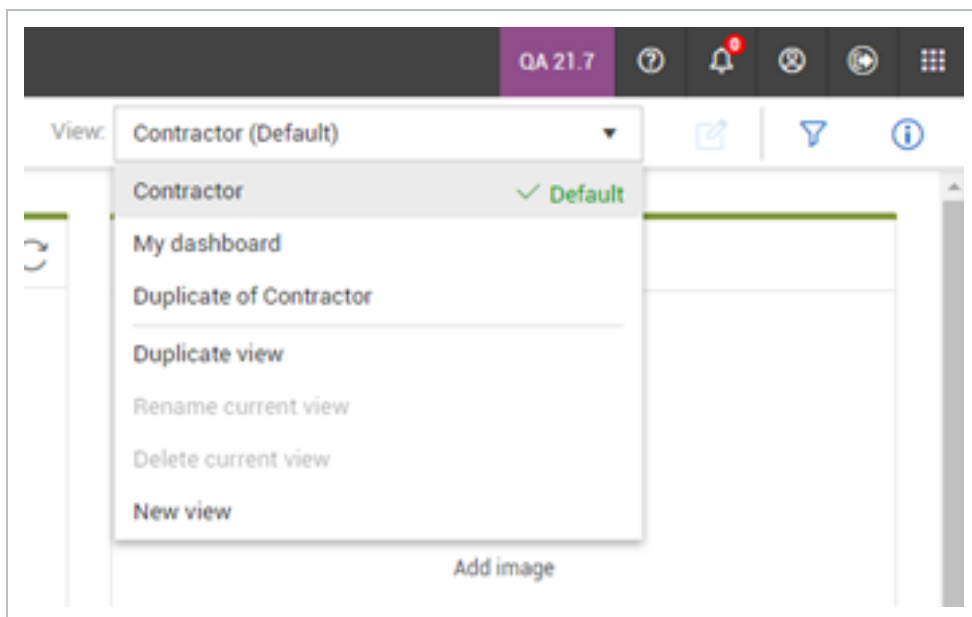 QA 21.7
0
View: Contractor (Default)
Contractor Default
My dashboard
Duplicate of Contractor
Duplicate view
Rename current view
Delete current view
New view
Add image